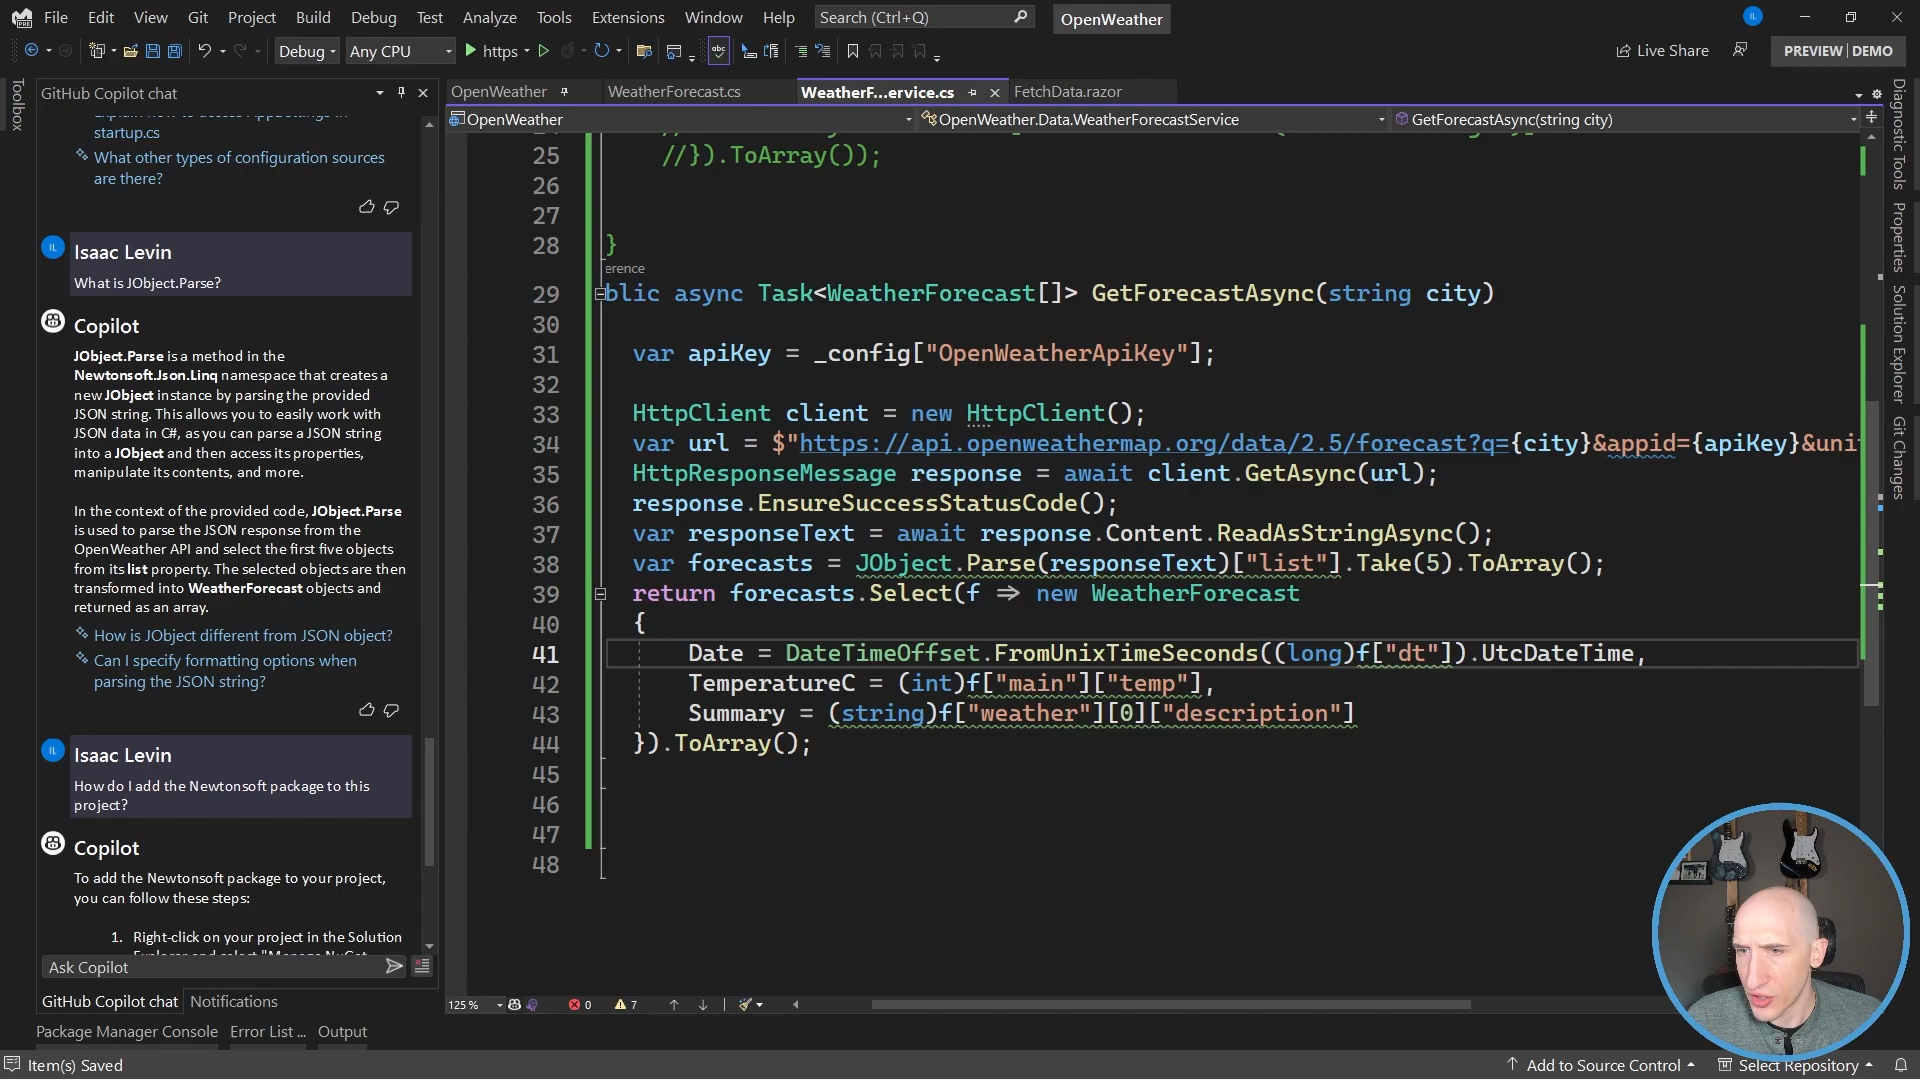 File Edit View Git Project Build Debug Test Analyze Tools Extensions Window Help Search (Ctrl+Q) OpenWeather IL
Debug Any CPU https abc Live Share PREVIEW | DEMO
Toolbox
GitHub Copilot chat
startup.cs
What other types of configuration sources
are there?
IL
Isaac Levin
What is JObject.Parse?
Copilot
JObject.Parse is a method in the
Newtonsoft.Json.Linq namespace that creates a
new JObject instance by parsing the provided
JSON string. This allows you to easily work with
JSON data in C#, as you can parse a JSON string
into a JObject and then access its properties,
manipulate its contents, and more.
In the context of the provided code, JObject.Parse
is used to parse the JSON response from the
OpenWeather API and select the first five objects
from its list property. The selected objects are then
transformed into WeatherForecast objects and
returned as an array.
How is JObject different from JSON object?
Can I specify formatting options when
parsing the JSON string?
IL
Isaac Levin
How do I add the Newtonsoft package to this
project?
Copilot
To add the Newtonsoft package to your project,
you can follow these steps:
1. Right-click on your project in the Solution
Ask Copilot
GitHub Copilot chat Notifications
Package Manager Console Error List ... Output
Item(s) Saved
OpenWeather WeatherForecast.cs WeatherF...ervice.cs FetchData.razor
OpenWeather OpenWeather.Data.WeatherForecastService GetForecastAsync(string city)
25 //}).ToArray());
26
27
28 }
erence
29 blic async Task<WeatherForecast[]> GetForecastAsync(string city)
30
31 var apiKey = _config["OpenWeatherApiKey"];
32
33 HttpClient client = new HttpClient();
34 var url = $"https://api.openweathermap.org/data/2.5/forecast?q={city}&appid={apiKey}&uni
35 HttpResponseMessage response = await client.GetAsync(url);
36 response.EnsureSuccessStatusCode();
37 var responseText = await response.Content.ReadAsStringAsync();
38 var forecasts = JObject.Parse(responseText)["list"].Take(5).ToArray();
39 return forecasts.Select(f => new WeatherForecast
40 {
41 Date = DateTimeOffset.FromUnixTimeSeconds((long)f["dt"]).UtcDateTime,
42 TemperatureC = (int)f["main"]["temp"],
43 Summary = (string)f["weather"][0]["description"]
44 }).ToArray();
45
46
47
48
125 % 0 7
Diagnostic Tools
Properties
Solution Explorer
Git Changes
Add to Source Control Select Repository